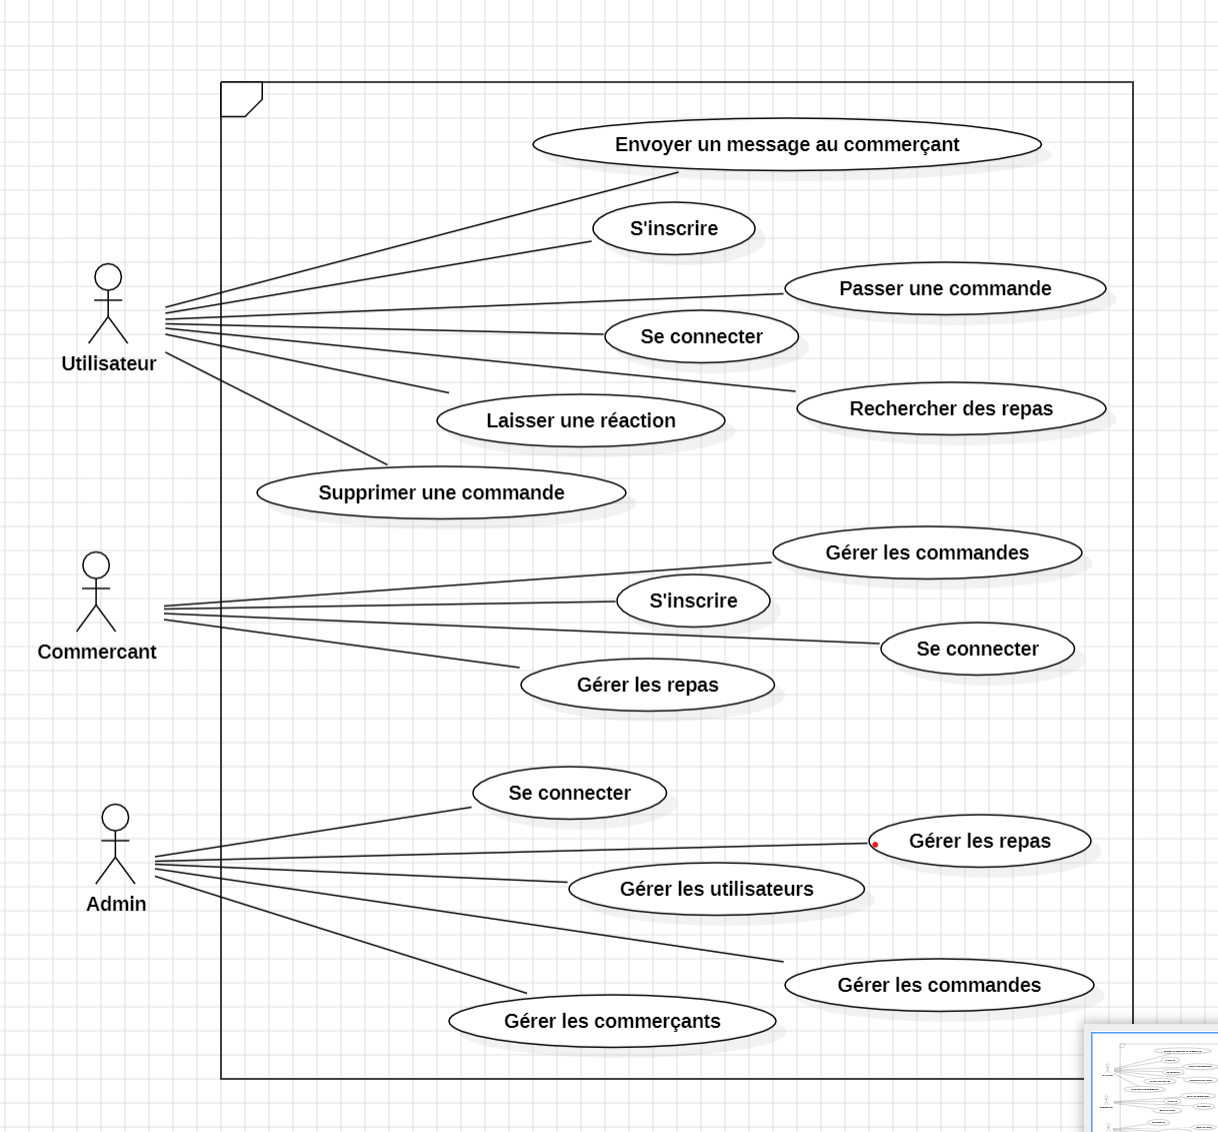 Envoyer un message au commerçant
S'inscrire
Passer une commande
Se connecter
Utilisateur
Rechercher des repas
Laisser une réaction
Supprimer une commande
Gérer les commandes
S'inscrire
Se connecter
Commercant
Gérer les repas
Se connecter
Gérer les repas
Gérer les utilisateurs
Admin
Gérer les commandes
Gérer les commerçants